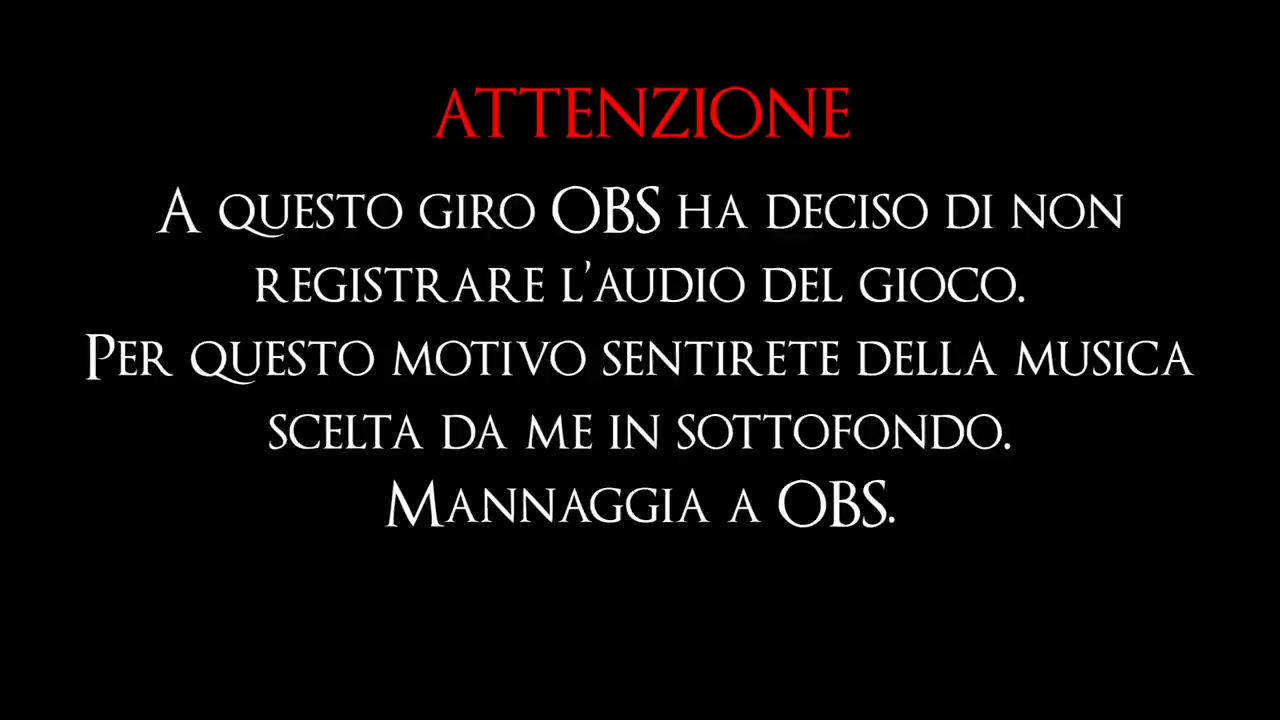 ATTENZIONE
A QUESTO GIRO OBS HA DECISO DI NON
REGISTRARE L'AUDIO DEL GIOCO.
PER QUESTO MOTIVO SENTIRETE DELLA MUSICA
SCELTA DA ME IN SOTTOFONDO.
MANNAGGIA A OBS.